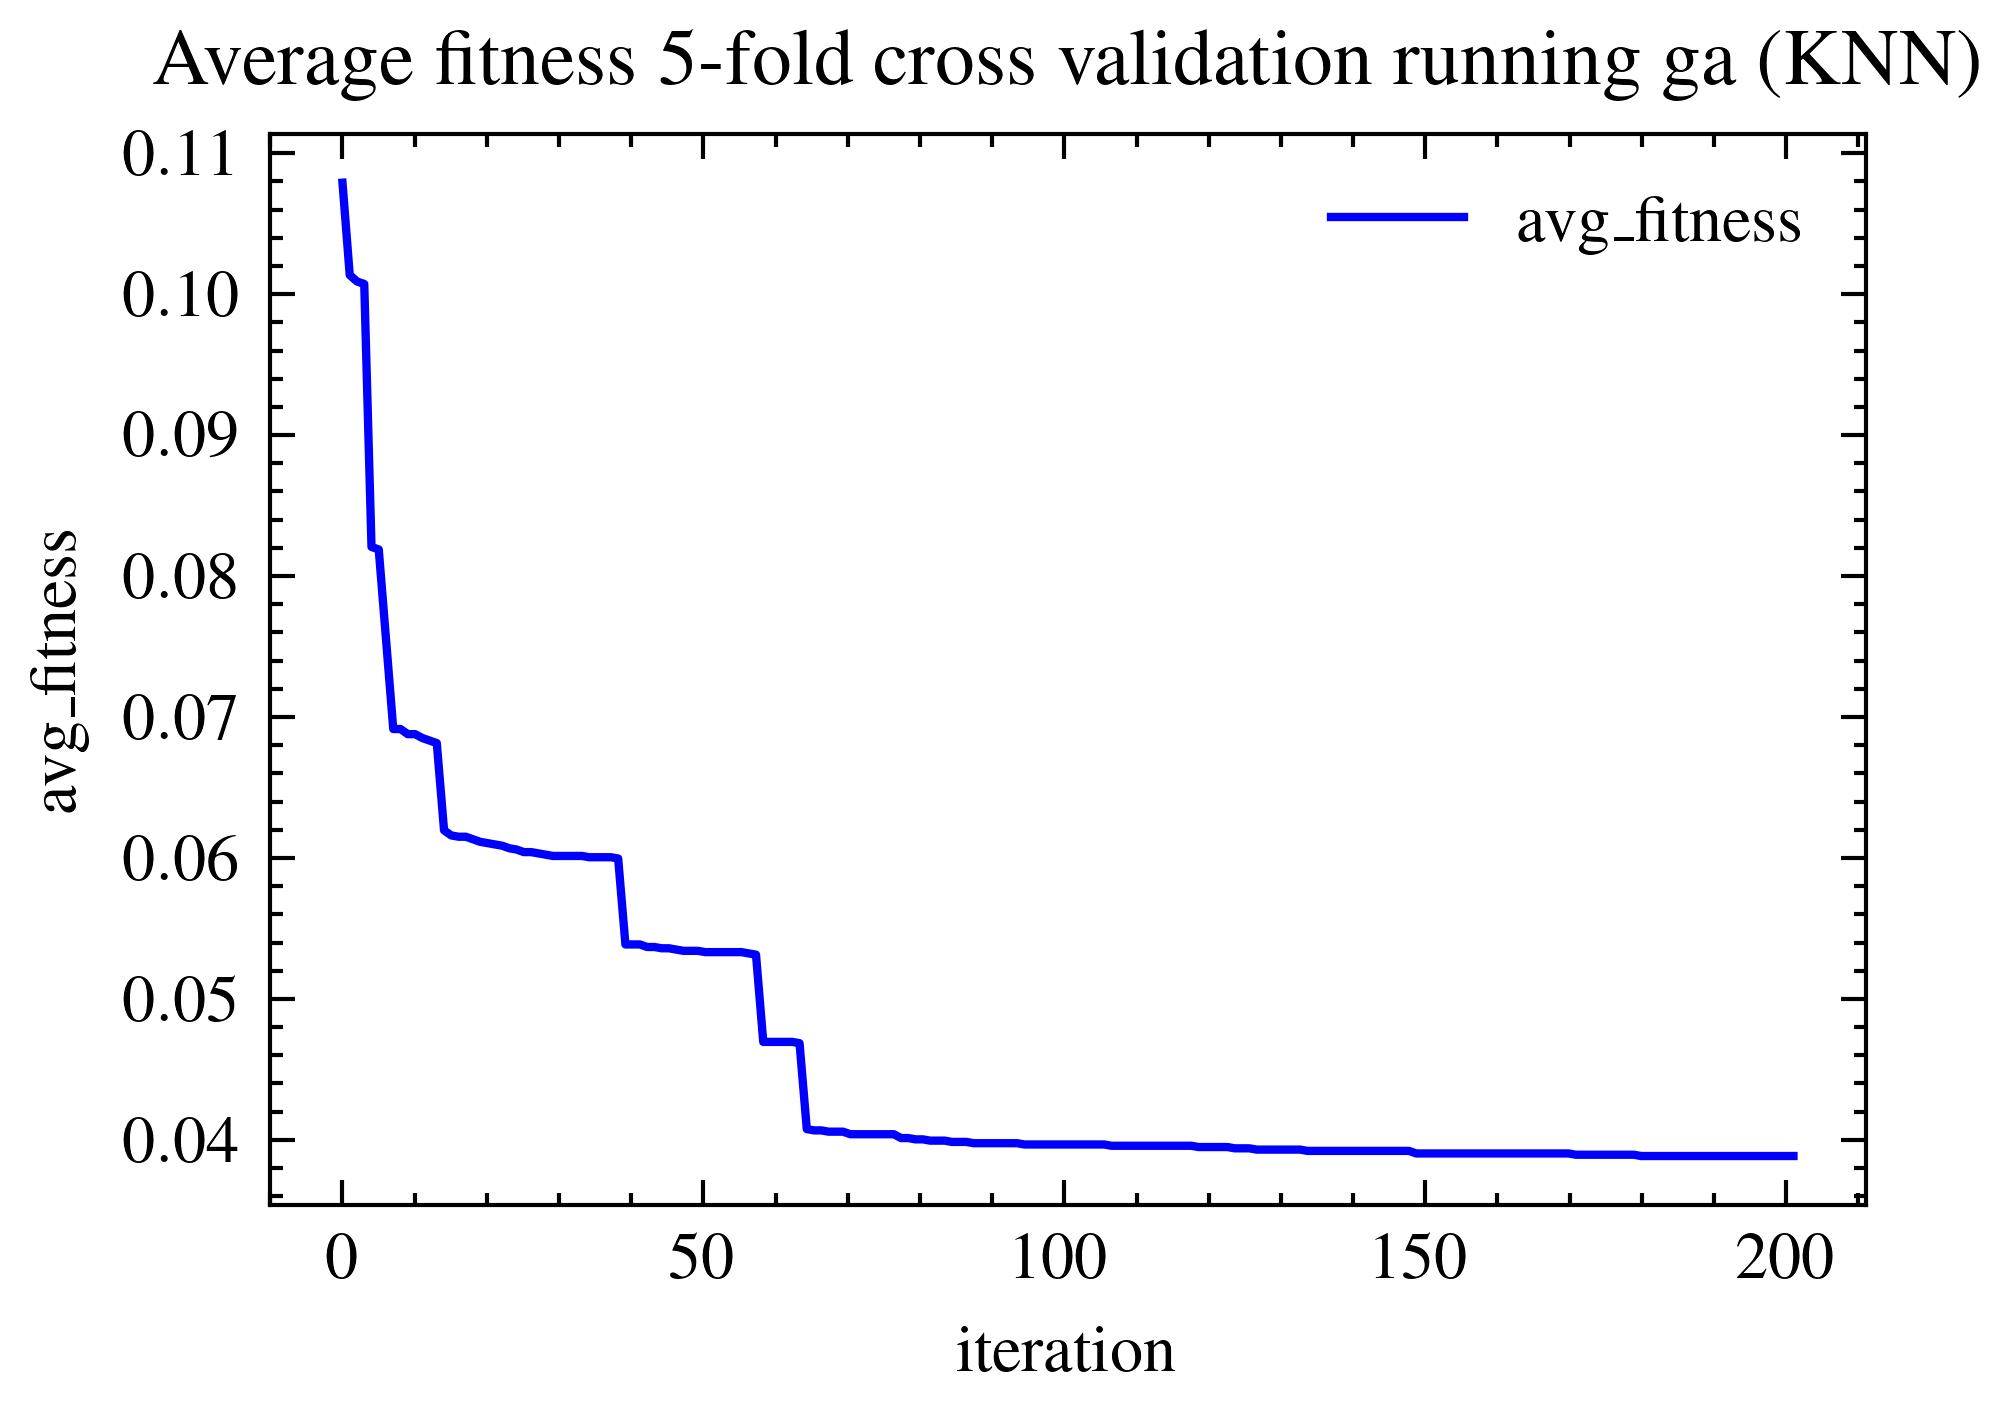 Average fitness 5-fold cross validation running ga (KNN)
0.11
0.10
0.09
0.08
0.07
0.06
0.05
0.04
avg_fitness
avg_fitness
0 50 100 150 200
iteration